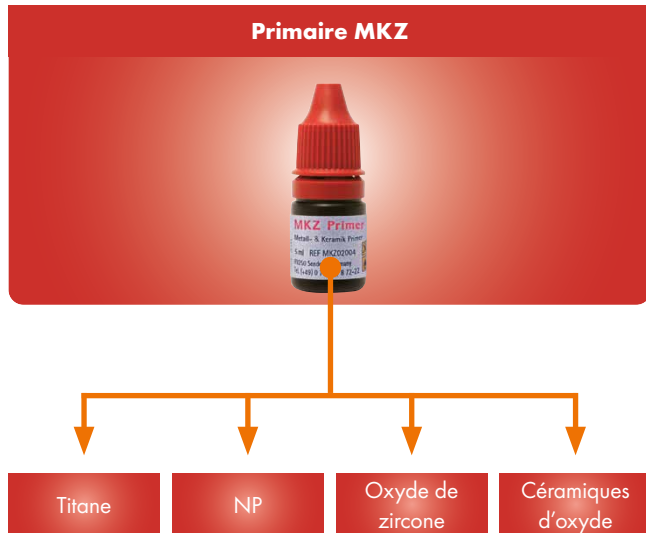 Primaire MKZ
MKZ Primer
Metall- & Keramik Primer
5 ml REF MKZ02004
Titane
NP
Oxyde de
zircone
Céramiques
d'oxyde